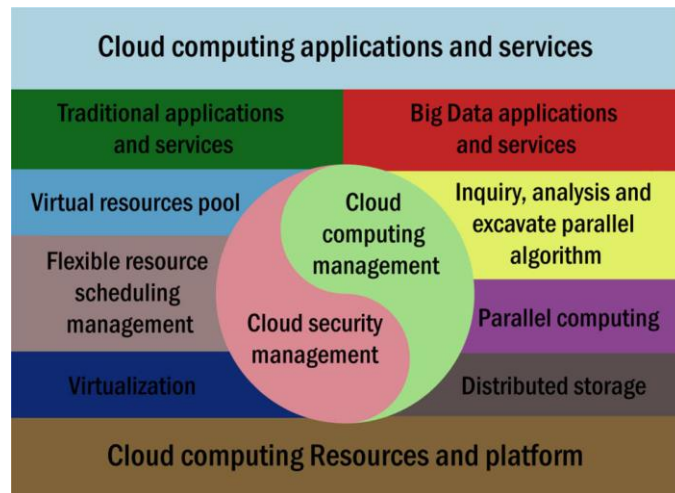 Cloud computing applications and services
Traditional applications
and services
Big Data applications
and services
Virtual resources pool
Flexible resource
scheduling
management
Virtualization
Cloud
computing
management
Cloud security
management
Inquiry, analysis and
excavate parallel
algorithm
Parallel computing
Distributed storage
Cloud computing Resources and platform